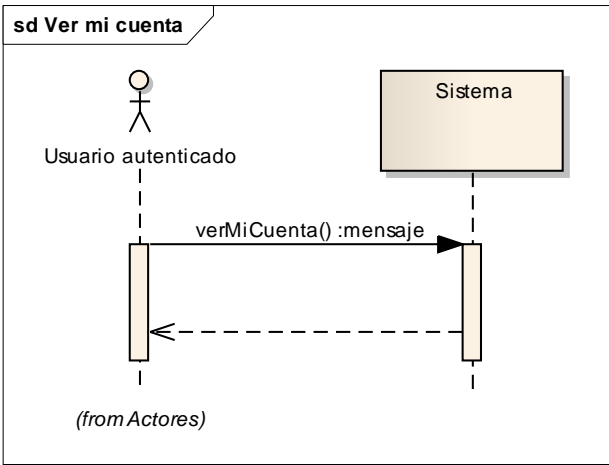 sd Ver mi cuenta
Usuario autenticado
Sistema
verMiCuenta() :mensaje
(from Actores)